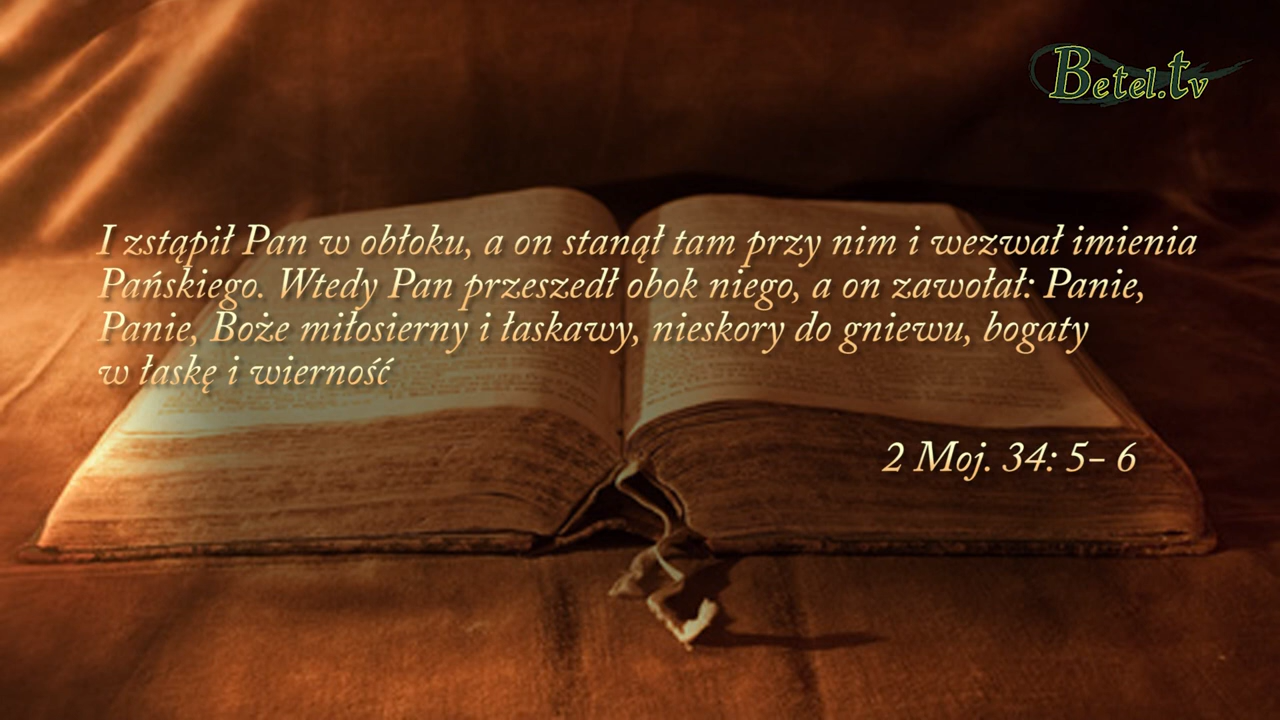 Betel.tv
I zstąpił Pan w obłoku, a on stanął tam przy nim i wezwał imienia
Pańskiego. Wtedy Pan przeszedł obok niego, a on zawołał: Panie,
Panie, Boże miłosierny i łaskawy, nieskory do gniewu, bogaty
w łaskę i wierność
2 Moj. 34: 5- 6